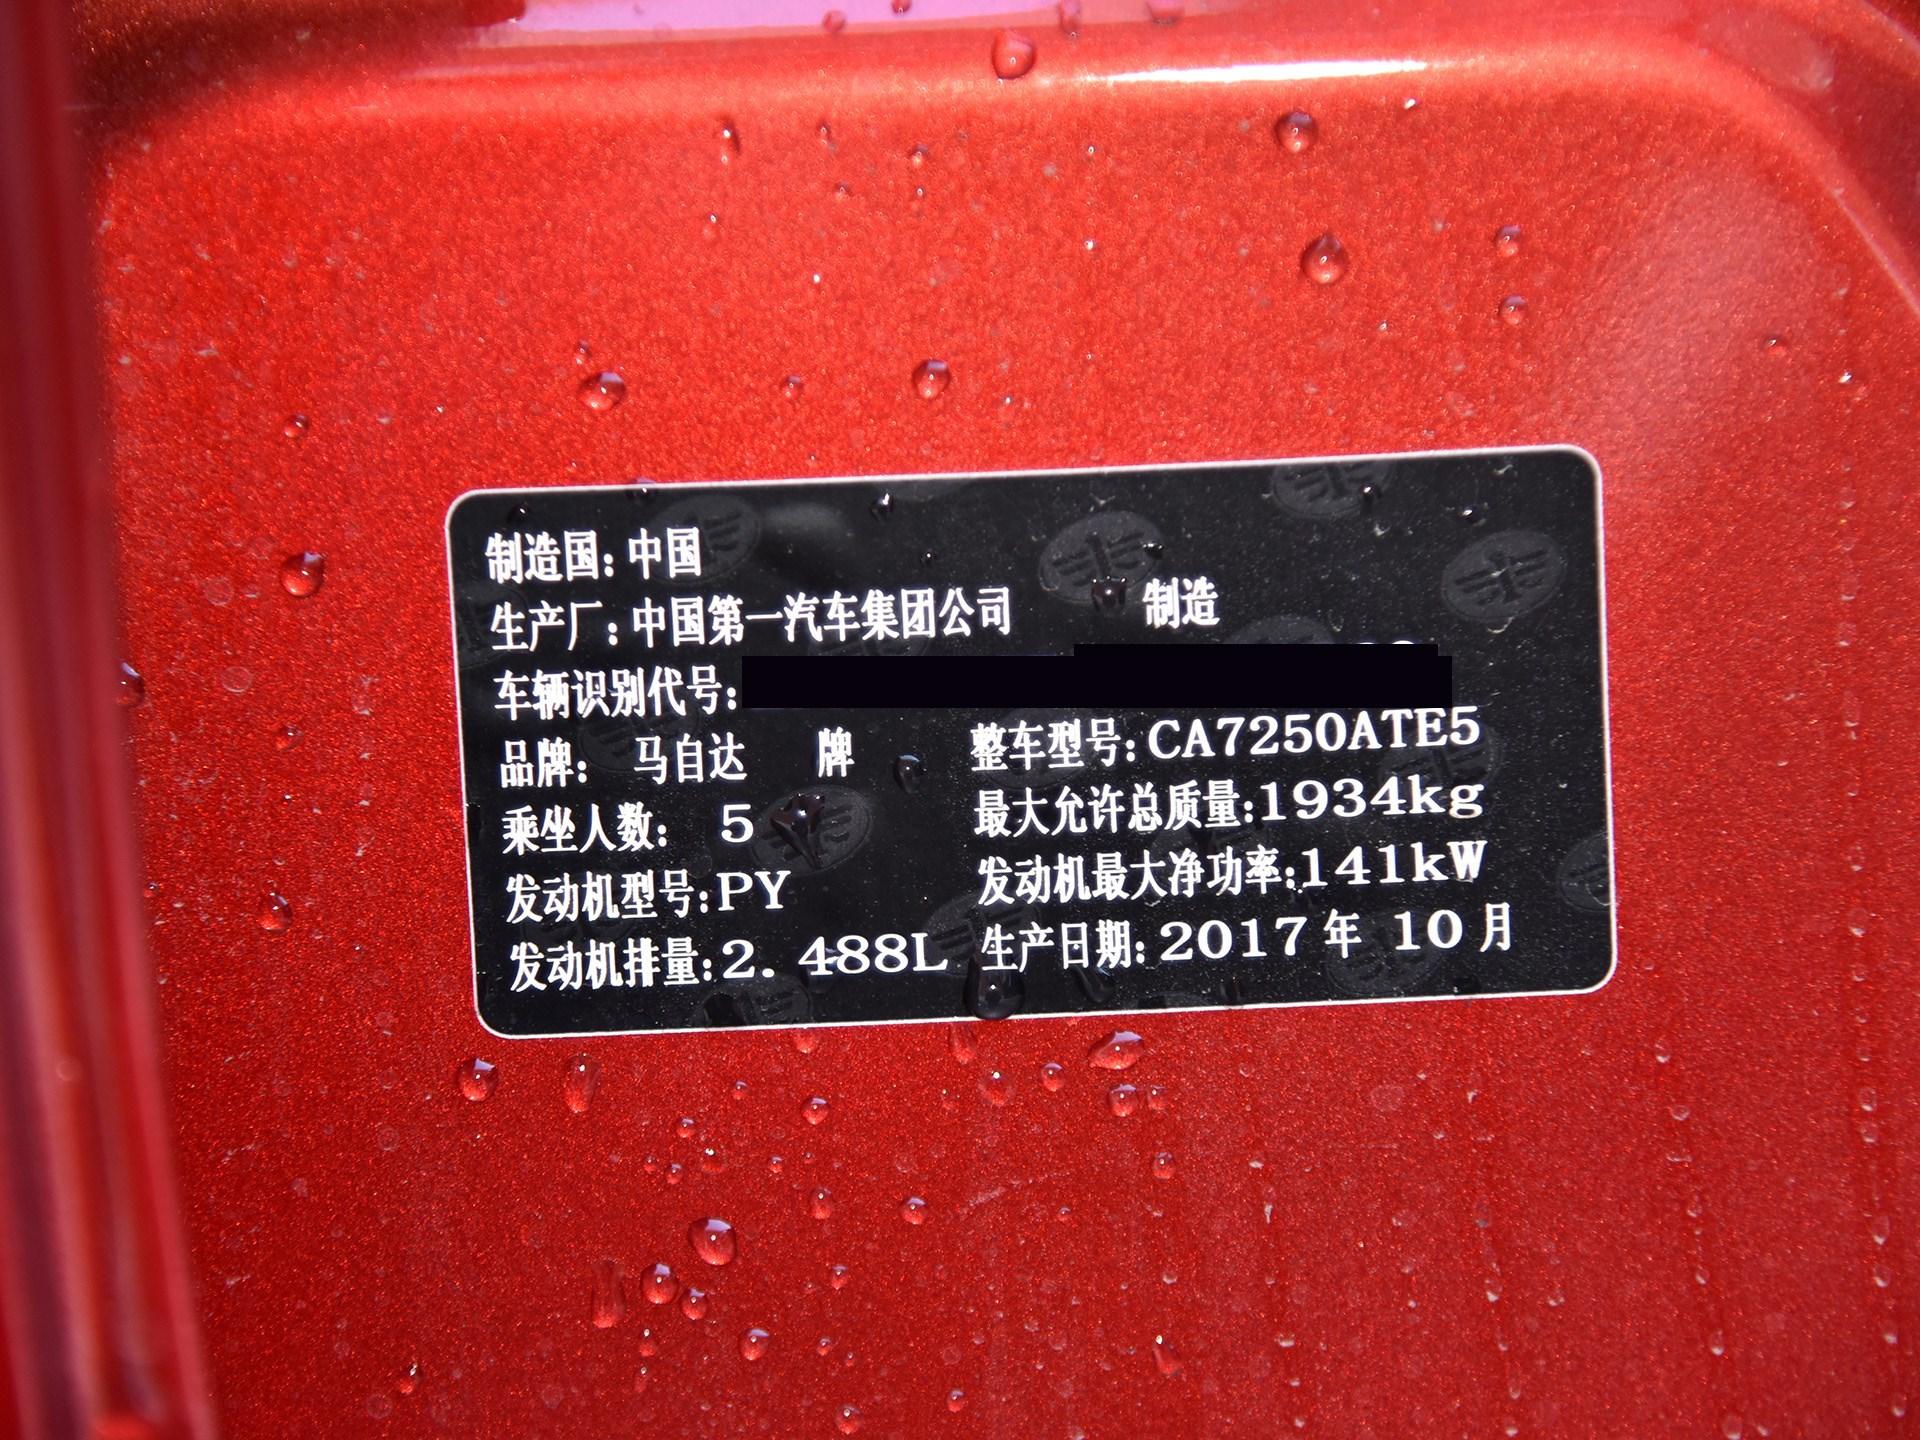 制造国: 中国
生产厂: 中国第一汽车集团公司 制造
车辆识别代号:
品牌: 马自达 牌 整车型号: CA7250ATE5
乘坐人数: 5 最大允许总质量: 1934kg
发动机型号: PY 发动机最大净功率: 141kW
发动机排量: 2. 488L 生产日期: 2017 年 10 月